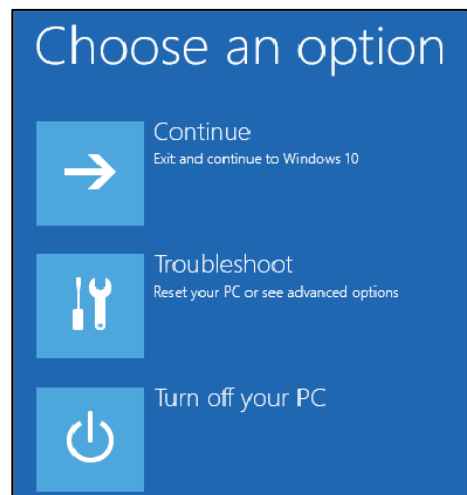 Choose an option
Continue
Exit and continue to Windows 10
Troubleshoot
Reset your PC or see advanced options
Turn off your PC